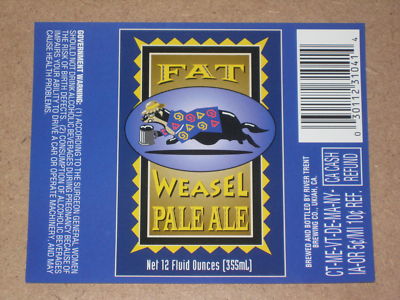 GOVERNMENT WARNING: (1) ACCORDING TO THE SURGEON GENERAL WOMEN
SHOULD NOT DRINK ALCOHOLIC BEVERAGES DURING PREGNANCY BECAUSE OF
THE RISK OF BIRTH DEFECTS. (2) CONSUMPTION OF ALCOHOLIC BEVERAGES
IMPAIRS YOUR ABILITY TO DRIVE A CAR OR OPERATE MACHINERY, AND MAY
CAUSE HEALTH PROBLEMS.
FAT
WEASEL
PALE ALE
Net 12 Fluid Ounces (355mL)
0 30112 31041 4
BREWED AND BOTTLED BY RIVER TRENT
BREWING CO., UKIAH, CA.
CT-ME-VT-DE-MA-NY
IA-OR-5¢/MI 10¢ REF.
CA CASH
REFUND